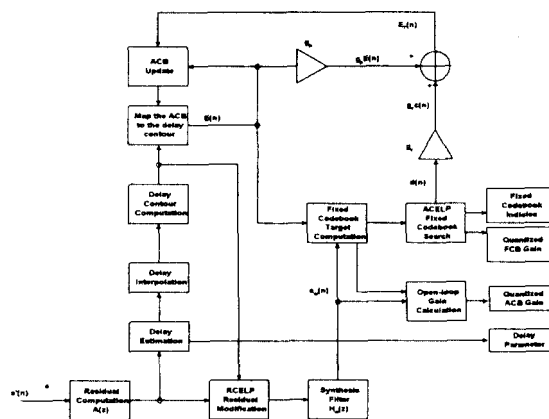 ACB
Update
Map the ACB
to the delay
contour
Delay
Contour
Computation
Delay
Interpolation
Delay
Estimation
Residual
Computation
A(z)
RCELP
Residual
Modification
Synthesis
Filter
Fixed
Codebook
Target
Computation
ACELP
Fixed
Codebook
Search
Fixed
Codebook
Indicies
Quantized
FCB Gain
Open-loop
Gain
Calculation
Quantized
ACB Gain
Delay
Parameter
d(n)
s'(n)